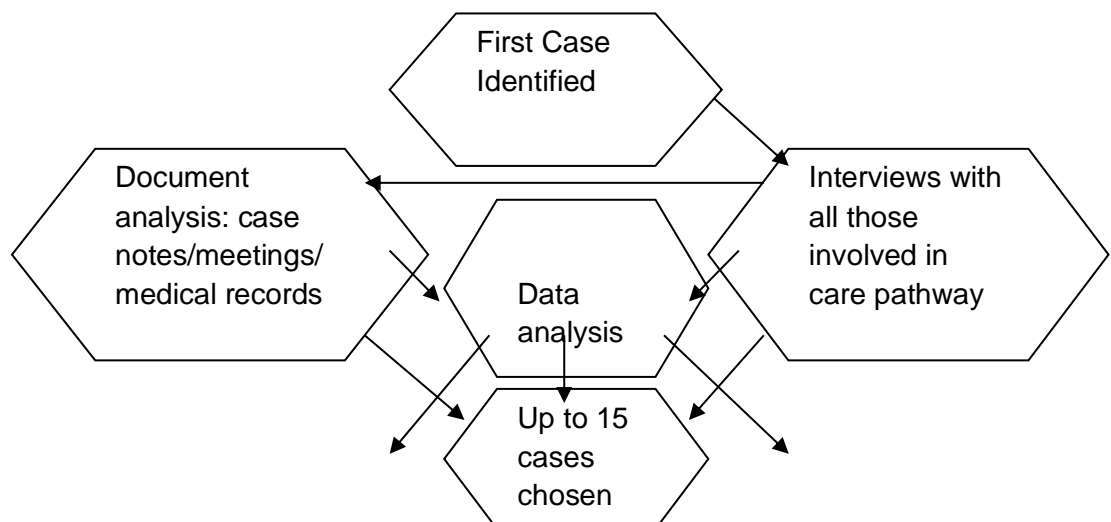 First Case
Identified
Document
analysis: case
notes/meetings/
medical records
Interviews with
all those
involved in
care pathway
Data
analysis
Up to 15
cases
chosen